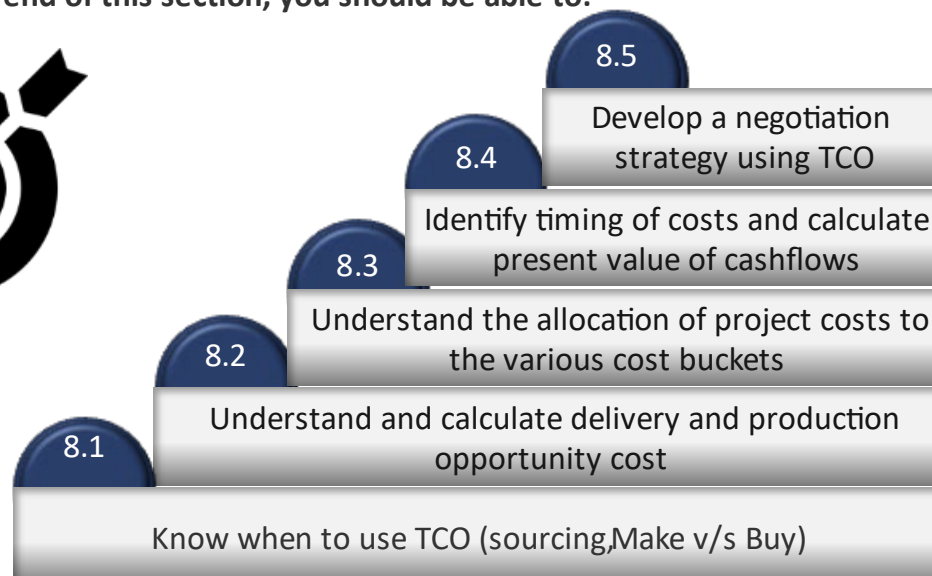 end of this section, you should be able to:
8.5
Develop a negotiation
strategy using TCO
8.4
Identify timing of costs and calculate
present value of cashflows
8.3
Understand the allocation of project costs to
the various cost buckets
8.2
Understand and calculate delivery and production
opportunity cost
8.1
Know when to use TCO (sourcing,Make v/s Buy)